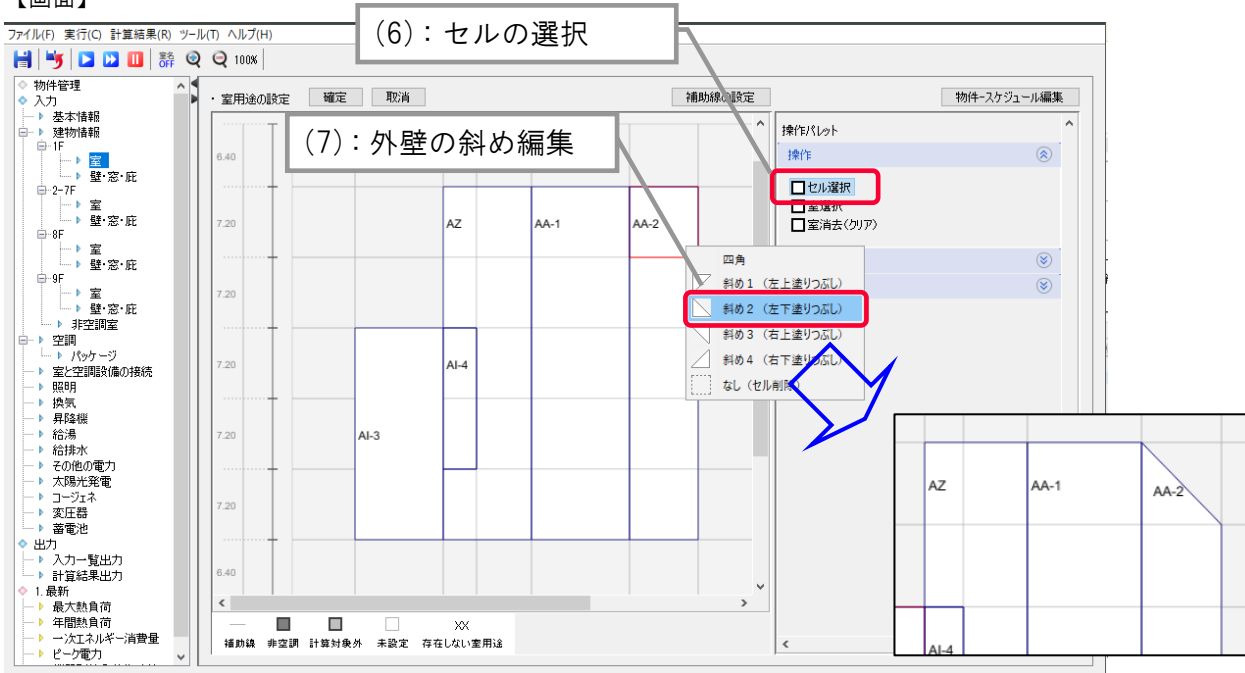 【画面】
(6)：セルの選択
ファイル(F) 実行(C) 計算結果(R) ツール(T) ヘルプ(H)
室名
OFF
100%
物件管理
入力
基本情報
建物情報
1F
室
壁・窓・庇
2-7F
室
壁・窓・庇
8F
室
壁・窓・庇
9F
室
壁・窓・庇
非空調室
空調
パッケージ
室と空調設備の接続
照明
換気
昇降機
給湯
給排水
その他の電力
太陽光発電
コージェネ
変圧器
蓄電池
出力
入力一覧出力
計算結果出力
1.最新
最大熱負荷
年間熱負荷
一次エネルギー消費量
ピーク電力
・室用途の設定
確定
取消
補助線の設定
物件-スケジュール編集
(7)：外壁の斜め編集
6.40
7.20
7.20
7.20
7.20
7.20
6.40
AZ
AA-1
AA-2
AI-4
AI-3
操作パレット
操作
セル選択
室選択
室消去(クリア)
四角
斜め1（左上塗りつぶし）
斜め2（左下塗りつぶし）
斜め3（右上塗りつぶし）
斜め4（右下塗りつぶし）
なし（セル削除）
AZ
AA-1
AA-2
AI-4
補助線
非空調
計算対象外
未設定
XX
存在しない室用途